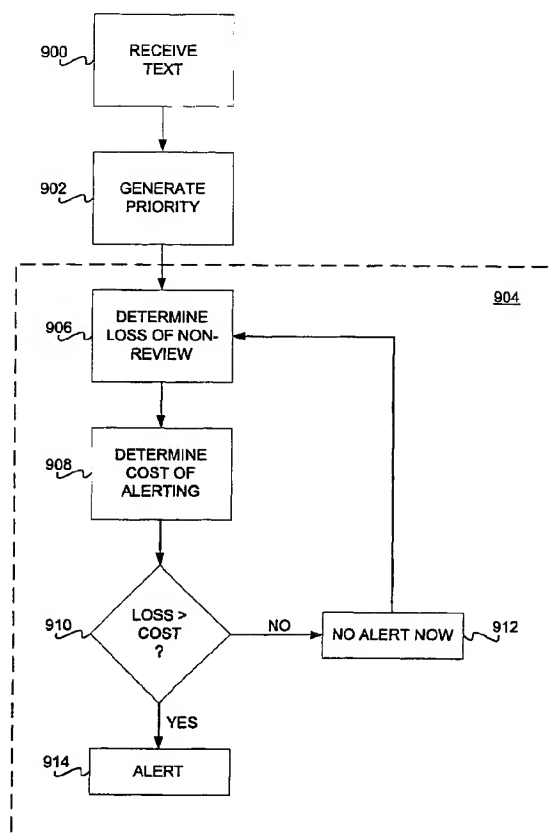 900
RECEIVE
TEXT
902
GENERATE
PRIORITY
904
906
DETERMINE
LOSS OF NON-
REVIEW
908
DETERMINE
COST OF
ALERTING
910
LOSS >
COST
?
NO
NO ALERT NOW
912
YES
914
ALERT